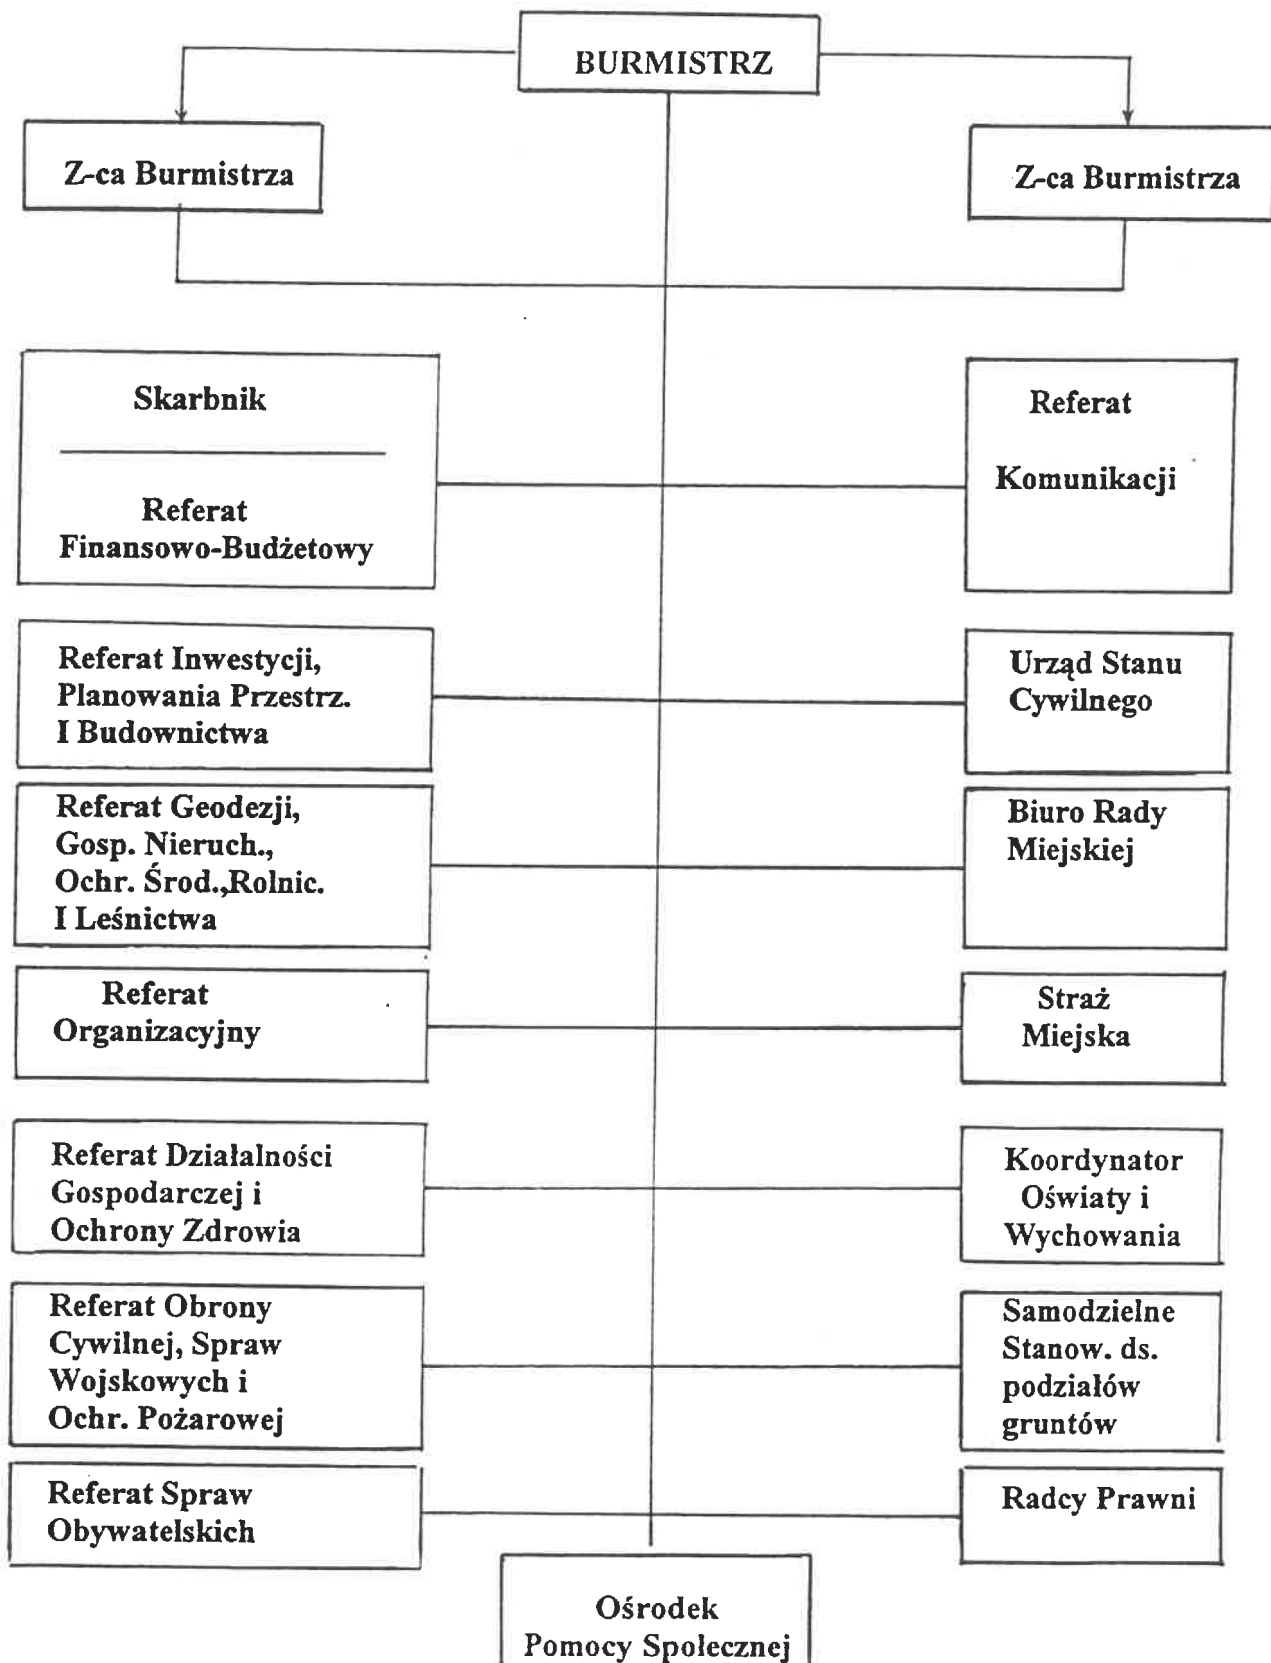 BURMISTRZ
Z-ca Burmistrza
Z-ca Burmistrza
Skarbnik
Referat
Finansowo-Budżetowy
Referat
Komunikacji
Referat Inwestycji,
Planowania Przestrz.
I Budownictwa
Urząd Stanu
Cywilnego
Referat Geodezji,
Gosp. Nieruch.,
Ochr. Środ.,Rolnic.
I Leśnictwa
Biuro Rady
Miejskiej
Referat
Organizacyjny
Straż
Miejska
Referat Działalności
Gospodarczej i
Ochrony Zdrowia
Koordynator
Oświaty i
Wychowania
Referat Obrony
Cywilnej, Spraw
Wojskowych i
Ochr. Pożarowej
Samodzielne
Stanow. ds.
podziałów
gruntów
Referat Spraw
Obywatelskich
Radcy Prawni
Ośrodek
Pomocy Społecznej